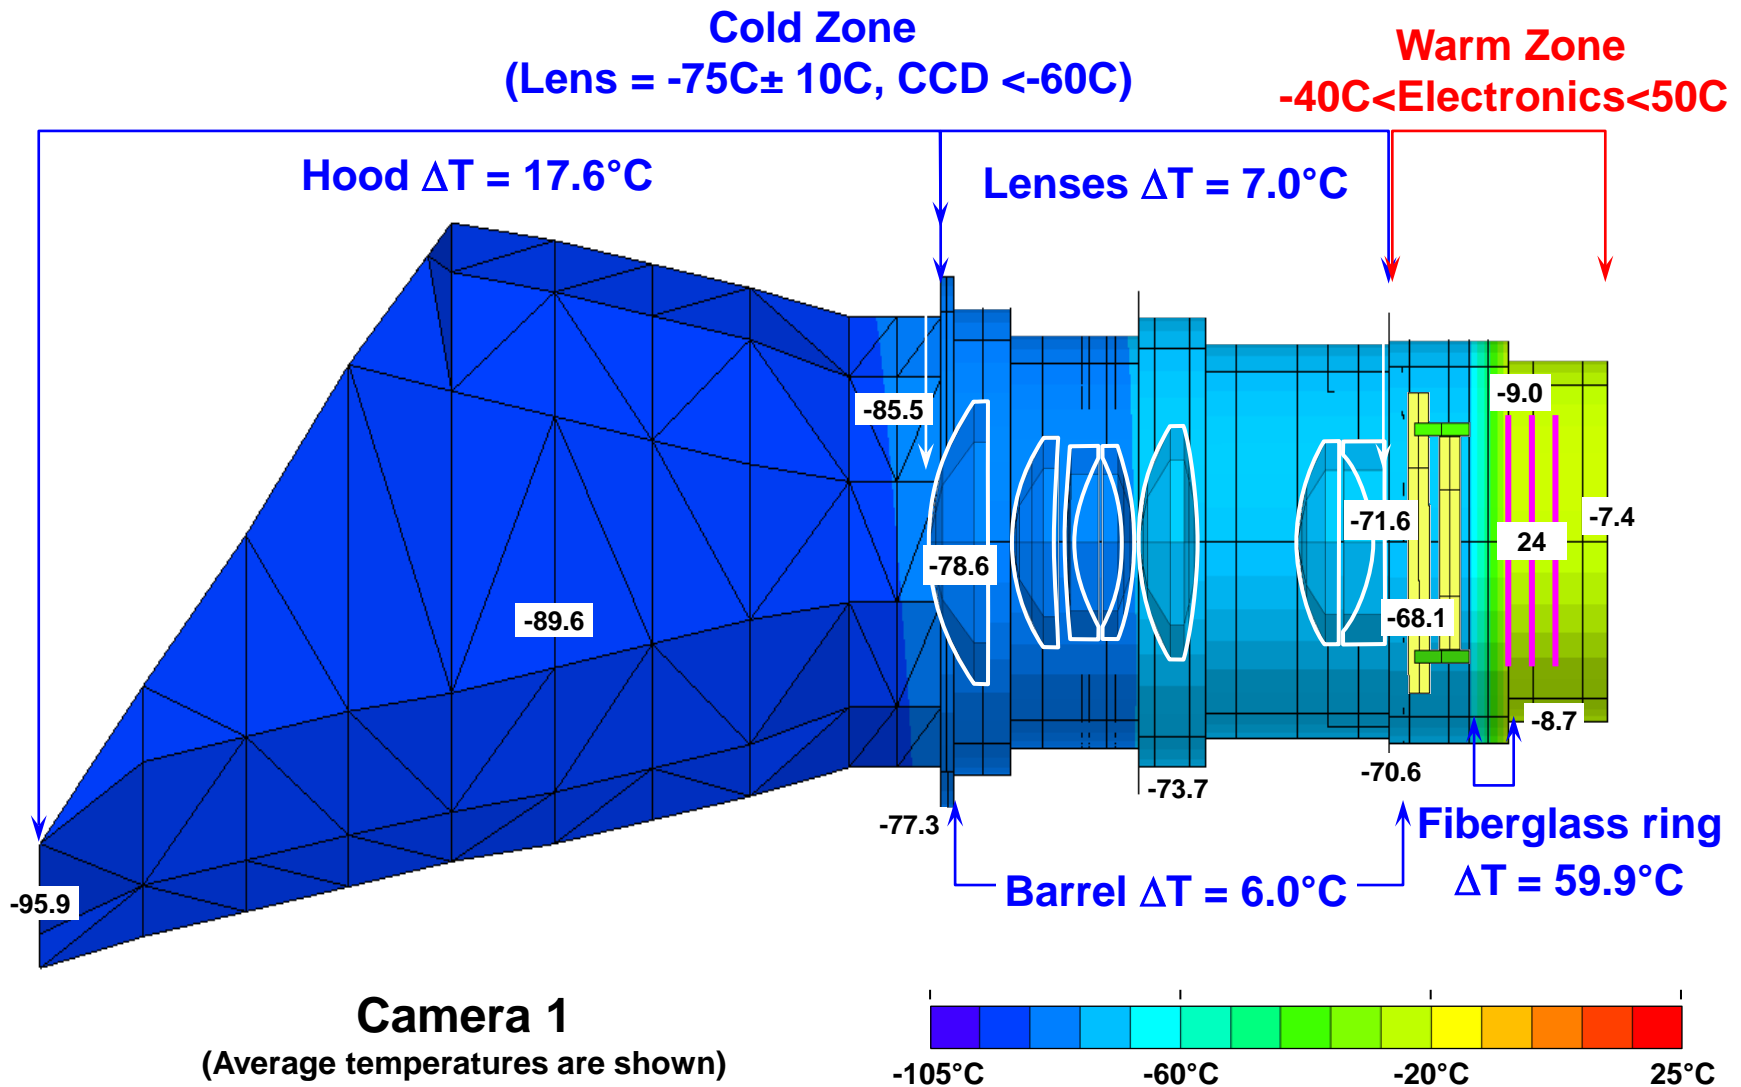 Cold Zone
(Lens = -75C± 10C, CCD <-60C)
Warm Zone
-40C<Electronics<50C
Hood ΔT = 17.6°C
Lenses ΔT = 7.0°C
-85.5
-9.0
-71.6
-7.4
24
-78.6
-89.6
-68.1
-8.7
-70.6
-73.7
-77.3
Fiberglass ring
ΔT = 59.9°C
Barrel ΔT = 6.0°C
-95.9
Camera 1
(Average temperatures are shown)
-105°C
-60°C
-20°C
25°C